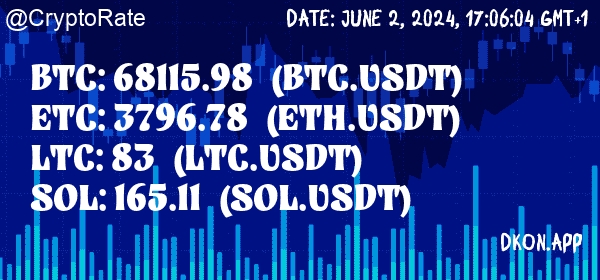 @CryptoRate
DATE: JUNE 2, 2024, 17:06:04 GMT+1
BTC: 68115.98 (BTC.USDT)
ETC: 3796.78 (ETH.USDT)
LTC: 83 (LTC.USDT)
SOL: 165.11 (SOL.USDT)
DKON.APP